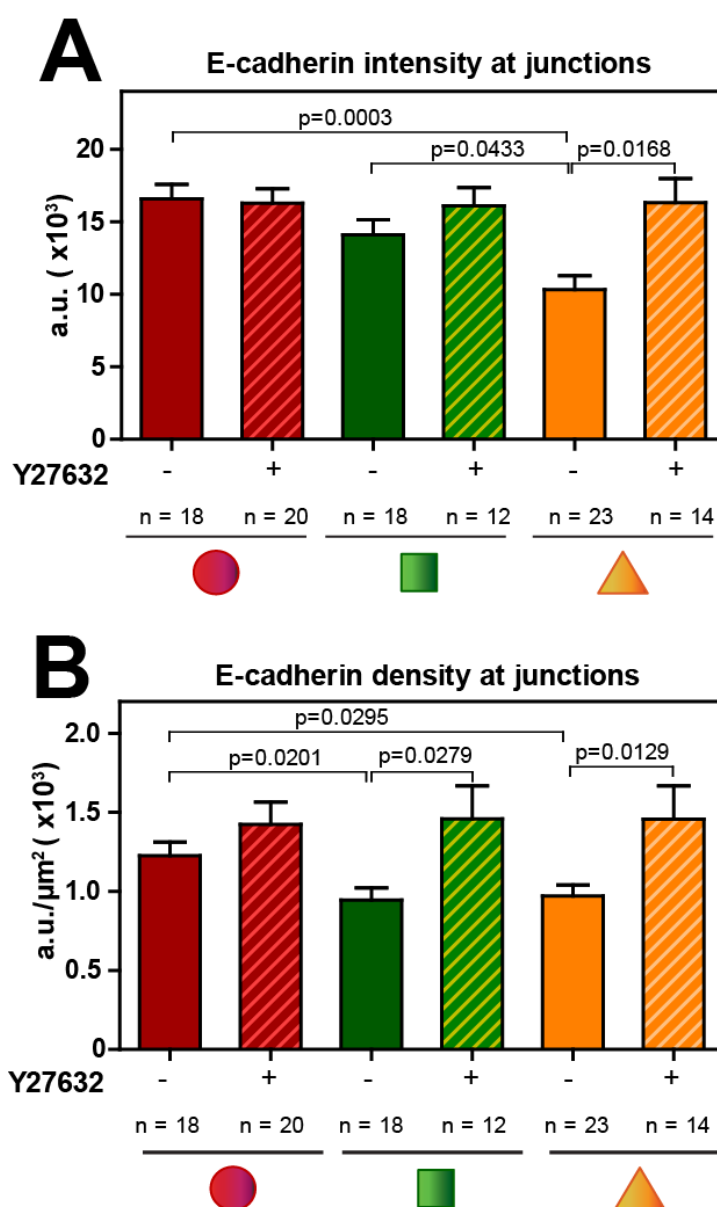 A
E-cadherin intensity at junctions
p=0.0003
p=0.0433 p=0.0168
a.u. ( x10³)
20
15
10
5
0
Y27632 - + - + - +
n = 18 n = 20 n = 18 n = 12 n = 23 n = 14
B
E-cadherin density at junctions
p=0.0295
p=0.0201 p=0.0279 p=0.0129
a.u./µm² ( x10³)
2.0
1.5
1.0
0.5
0
Y27632 - + - + - +
n = 18 n = 20 n = 18 n = 12 n = 23 n = 14